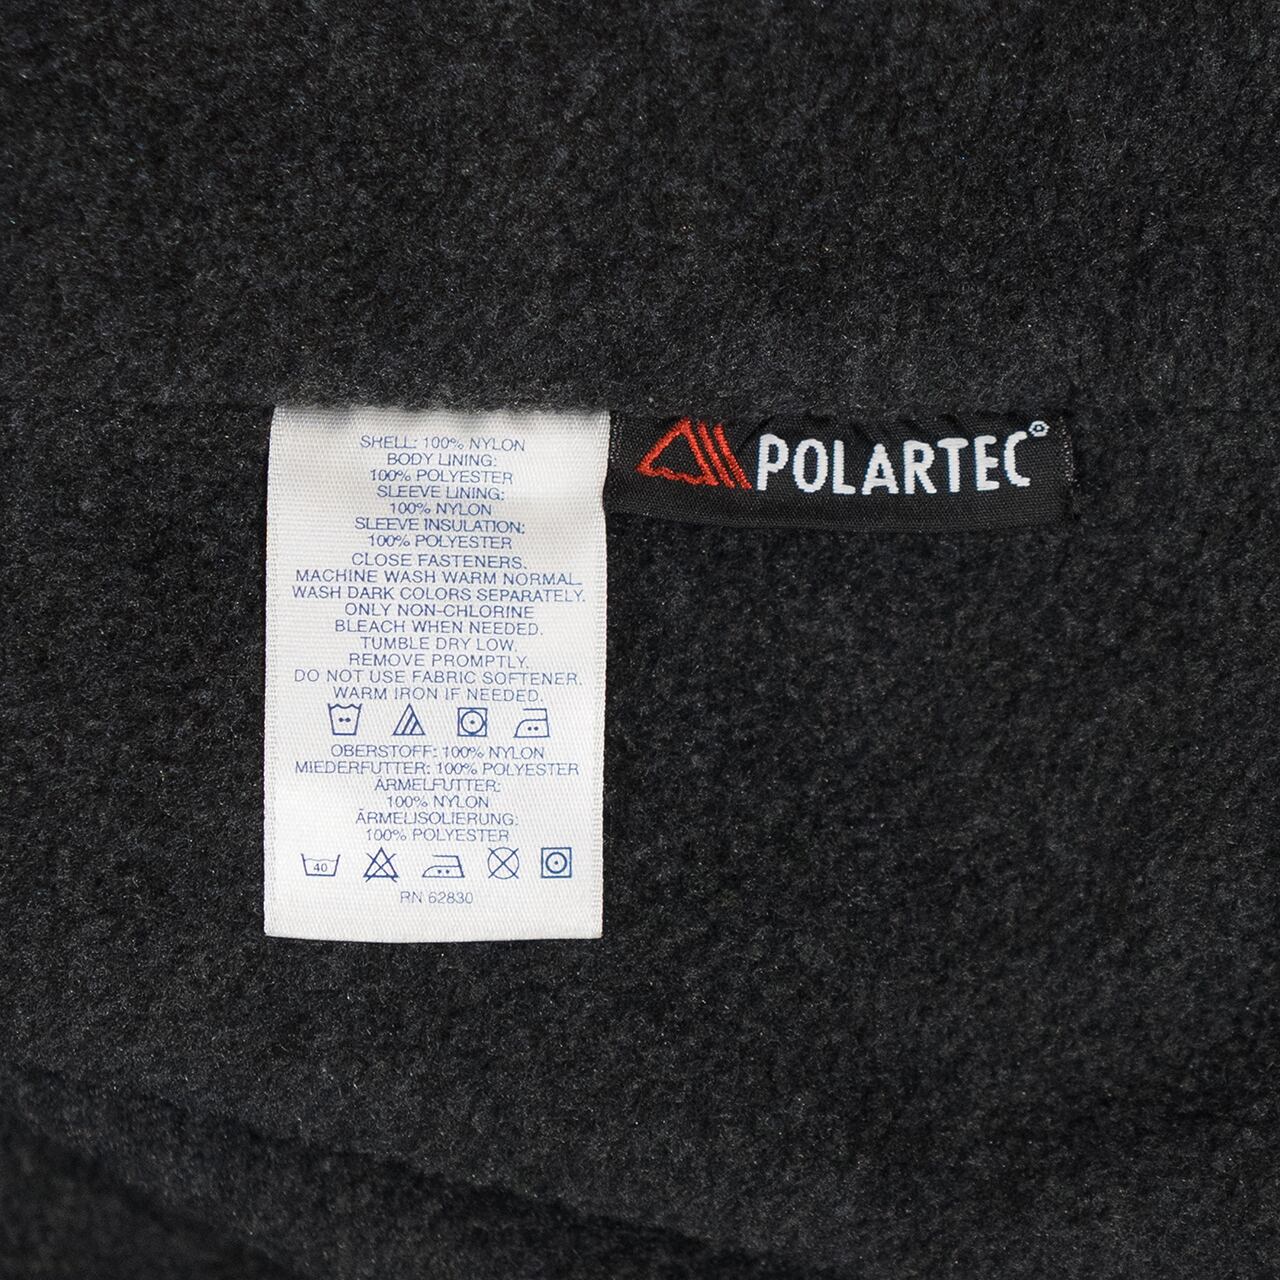 SHELL: 100% NYLON
BODY LINING:
100% POLYESTER
SLEEVE LINING:
100% NYLON
SLEEVE INSULATION:
100% POLYESTER
CLOSE FASTENERS.
MACHINE WASH WARM NORMAL.
WASH DARK COLORS SEPARATELY.
ONLY NON-CHLORINE
BLEACH WHEN NEEDED.
TUMBLE DRY LOW.
REMOVE PROMPTLY.
DO NOT USE FABRIC SOFTENER.
WARM IRON IF NEEDED.
OBERSTOFF: 100% NYLON
MIEDERFUTTER: 100% POLYESTER
ÄRMELFUTTER:
100% NYLON
ÄRMELISOLIERUNG:
100% POLYESTER
40
RN 62830
POLARTEC®